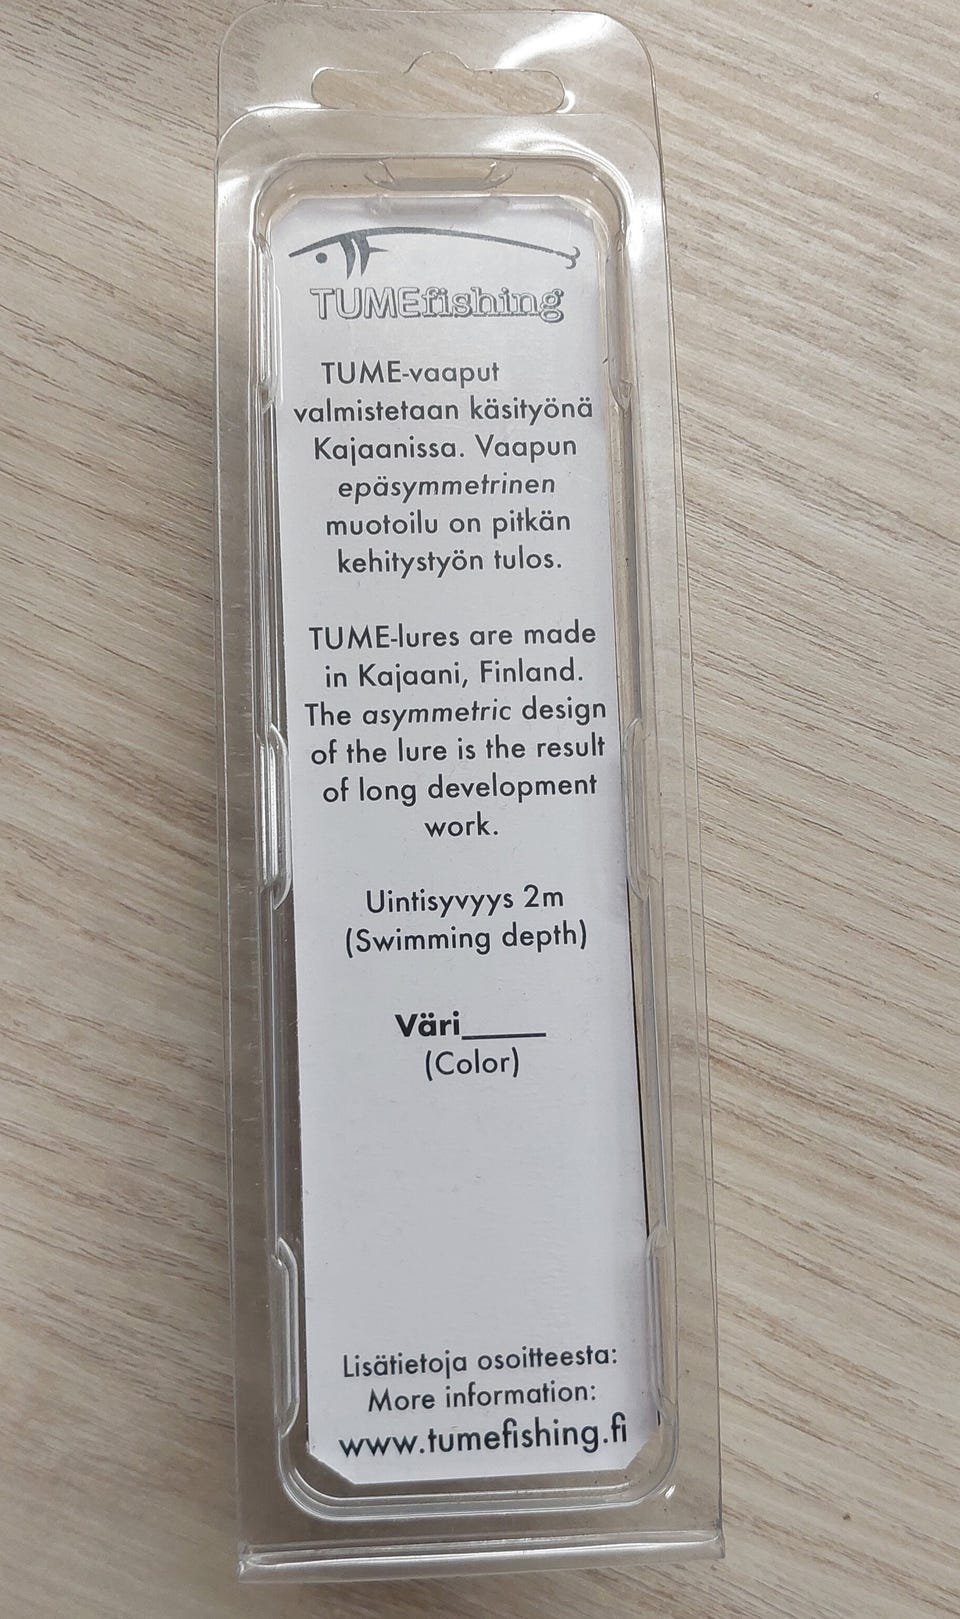 TUMEfishing
TUME-vaaput
valmistetaan käsityönä
Kajaanissa. Vaapun
epäsymmetrinen
muotoilu on pitkän
kehitystyön tulos.
TUME-lures are made
in Kajaani, Finland.
The asymmetric design
of the lure is the result
of long development
work.
Uintisyvyys 2m
(Swimming depth)
Väri_____
(Color)
Lisätietoja osoitteesta:
More information:
www.tumefishing.fi